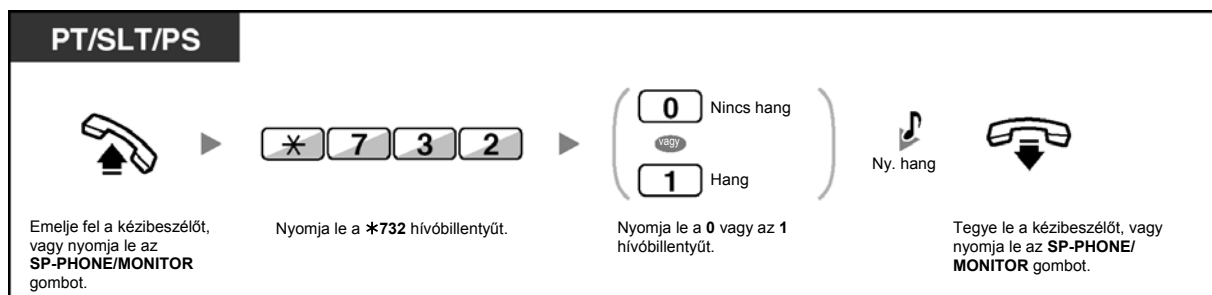 PT/SLT/PS
✳ 7 3 2
0 Nincs hang
vagy
1 Hang
Ny. hang
Emelje fel a kézibeszélőt,
vagy nyomja le az
SP-PHONE/MONITOR
gombot.
Nyomja le a ✳732 hívóbillentyűt.
Nyomja le a 0 vagy az 1
hívóbillentyűt.
Tegye le a kézibeszélőt, vagy
nyomja le az SP-PHONE/
MONITOR gombot.